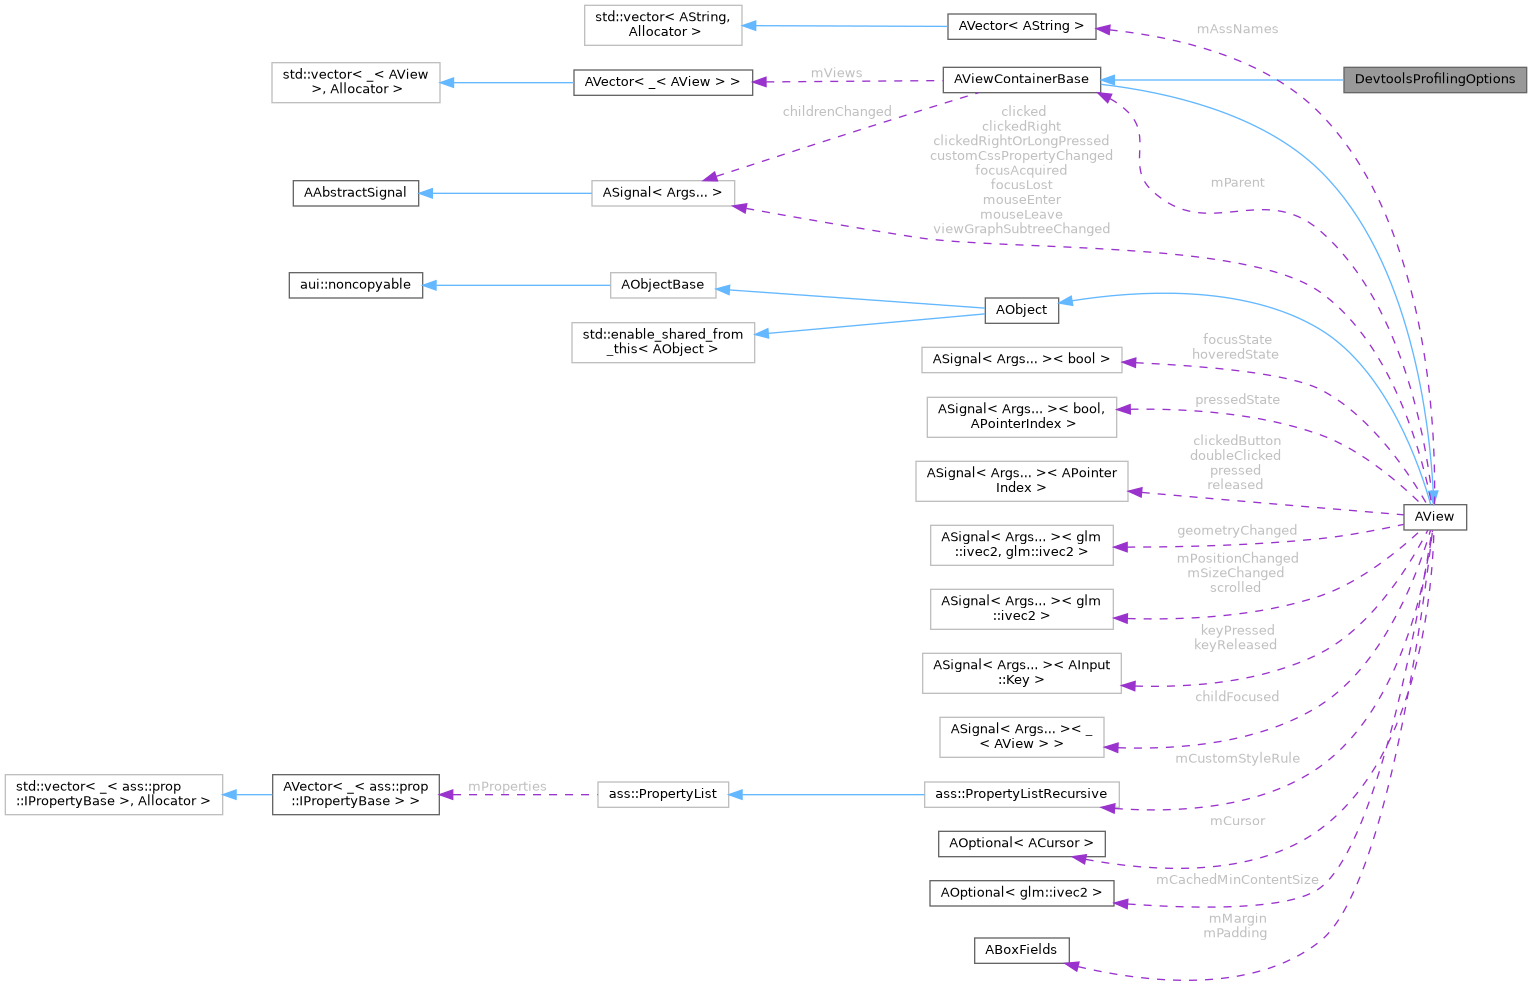 std::vector< AString,
Allocator >
AVector< AString >
mAssNames
std::vector< _< AView
>, Allocator >
AVector< _< AView > >
mViews
AViewContainerBase
DevtoolsProfilingOptions
childrenChanged
clicked
clickedRight
clickedRightOrLongPressed
customCssPropertyChanged
focusAcquired
focusLost
mouseEnter
mouseLeave
viewGraphSubtreeChanged
mParent
AAbstractSignal
ASignal< Args... >
aui::noncopyable
AObjectBase
AObject
std::enable_shared_from
_this< AObject >
ASignal< Args... >< bool >
focusState
hoveredState
ASignal< Args... >< bool,
APointerIndex >
pressedState
ASignal< Args... >< APointer
Index >
clickedButton
doubleClicked
pressed
released
AView
ASignal< Args... >< glm
::ivec2, glm::ivec2 >
geometryChanged
ASignal< Args... >< glm
::ivec2 >
mPositionChanged
mSizeChanged
scrolled
ASignal< Args... >< AInput
::Key >
keyPressed
keyReleased
ASignal< Args... >< _
< AView > >
childFocused
std::vector< _< ass::prop
::IPropertyBase >, Allocator >
AVector< _< ass::prop
::IPropertyBase > >
mProperties
ass::PropertyList
ass::PropertyListRecursive
mCustomStyleRule
AOptional< ACursor >
mCursor
AOptional< glm::ivec2 >
mCachedMinContentSize
ABoxFields
mMargin
mPadding